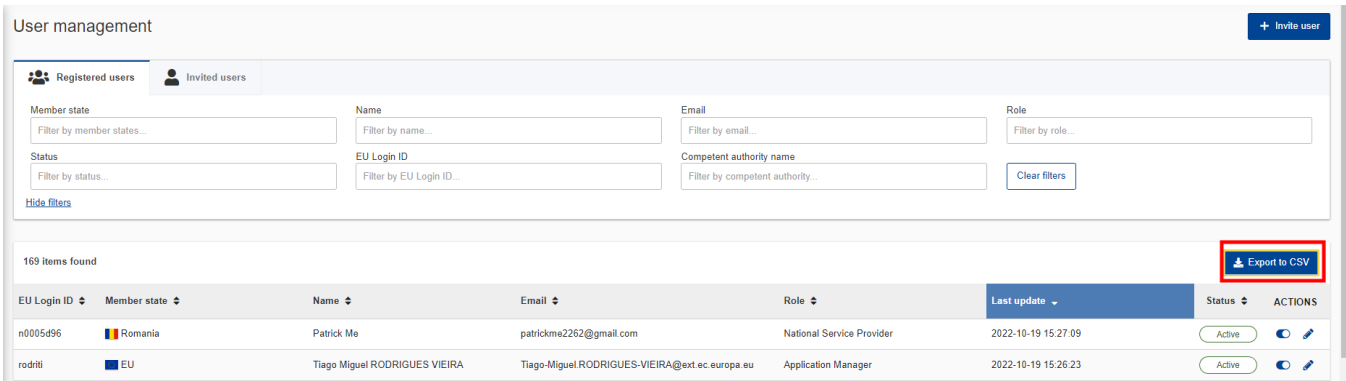 User management
+ Invite user
Registered users Invited users
Member state Name Email Role
Filter by member states... Filter by name... Filter by email... Filter by role...
Status EU Login ID Competent authority name
Filter by status... Filter by EU Login ID... Filter by competent authority... Clear filters
Hide filters
169 items found Export to CSV
EU Login ID Member state Name Email Role Last update Status ACTIONS
n0005d96 Romania Patrick Me patrickme2262@gmail.com National Service Provider 2022-10-19 15:27:09 Active
rodriti EU Tiago Miguel RODRIGUES VIEIRA Tiago-Miguel.RODRIGUES-VIEIRA@ext.ec.europa.eu Application Manager 2022-10-19 15:26:23 Active